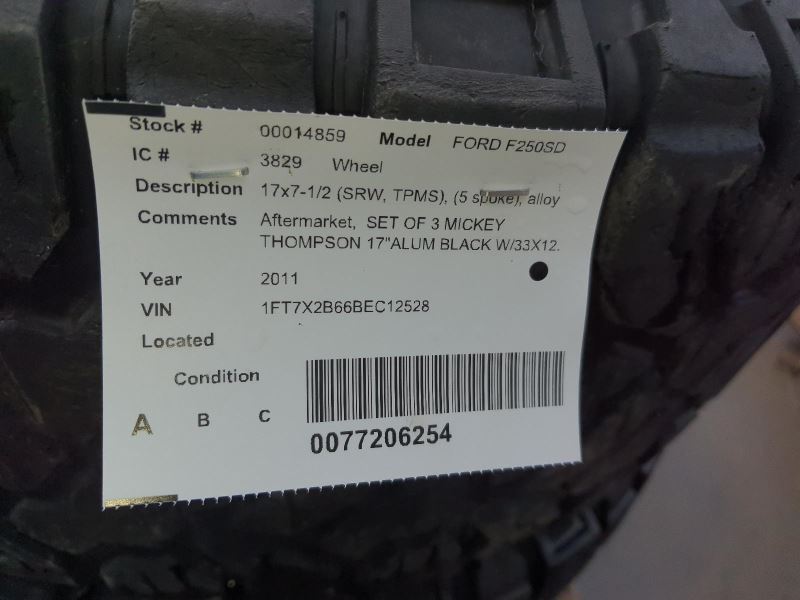 Stock # 00014859 Model FORD F250SD
IC # 3829 Wheel
Description 17x7-1/2 (SRW, TPMS), (5 spoke), alloy
Comments Aftermarket, SET OF 3 MICKEY
THOMPSON 17"ALUM BLACK W/33X12.
Year 2011
VIN 1FT7X2B66BEC12528
Located
Condition
A B C
0077206254